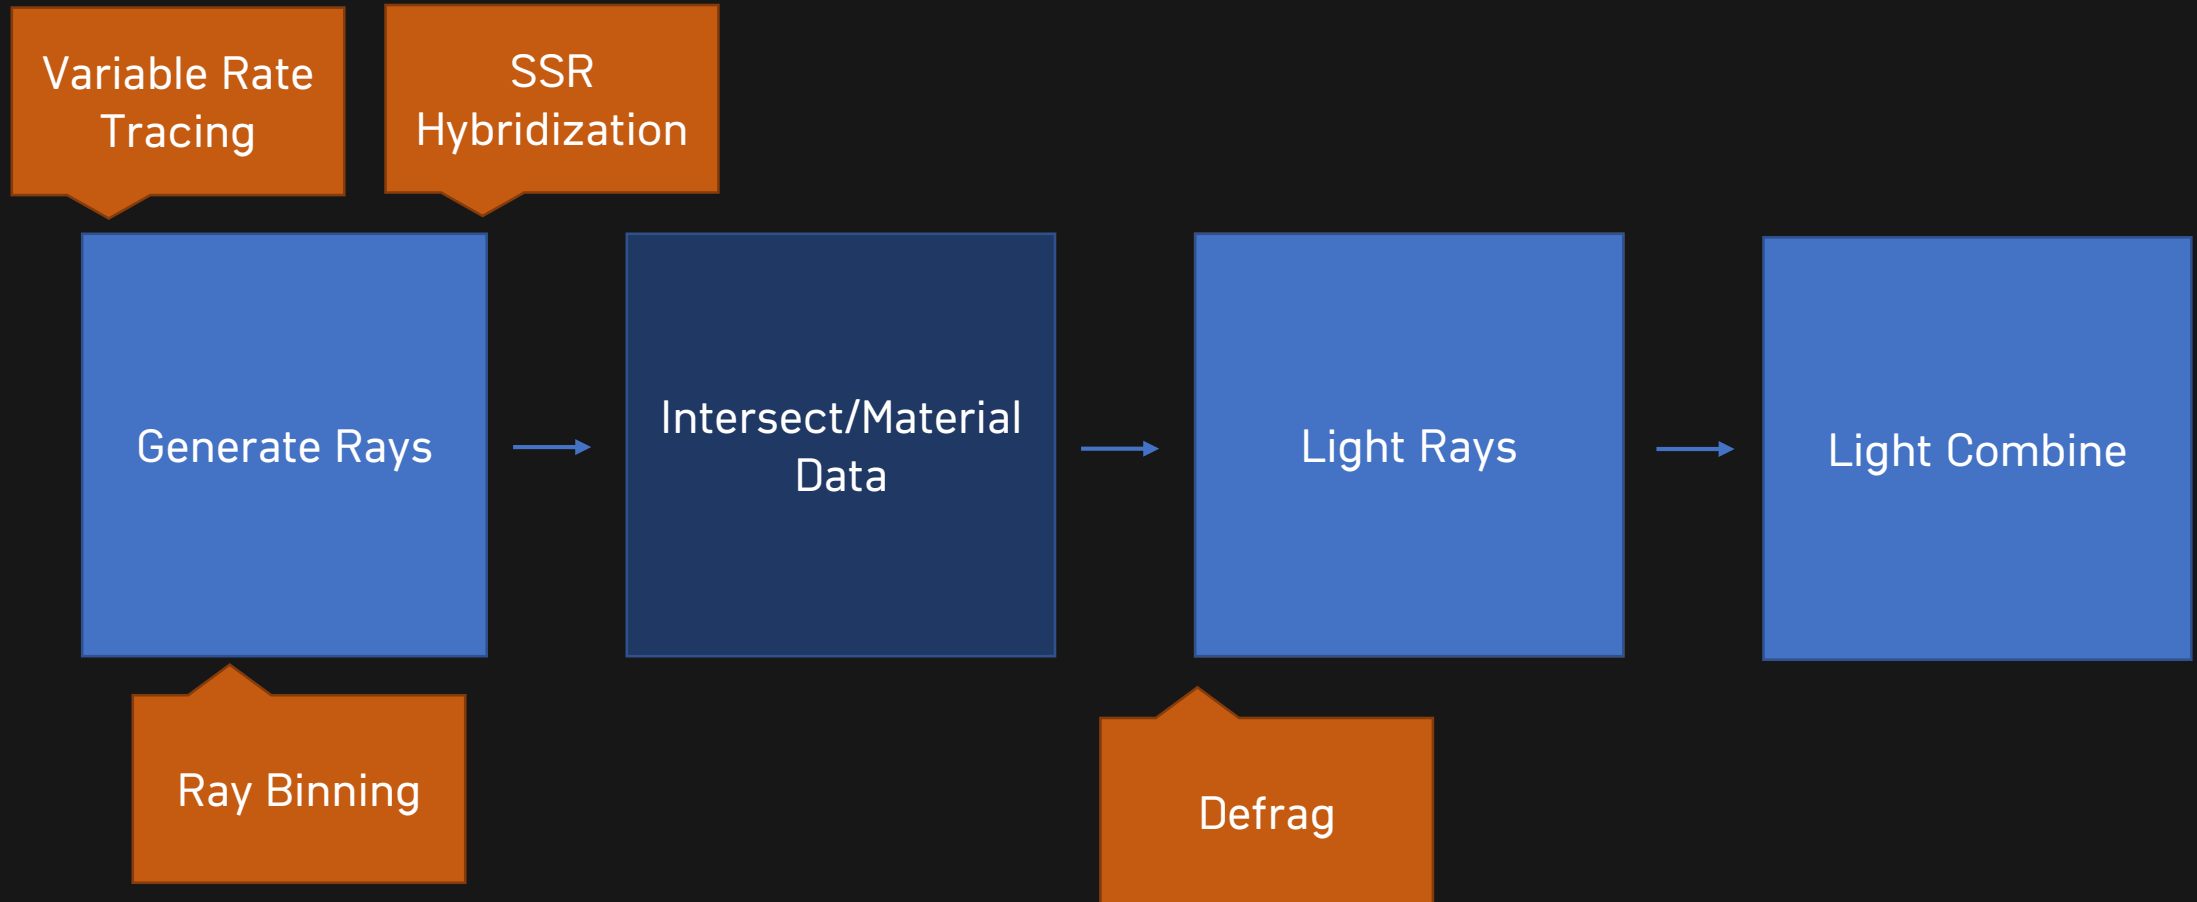 Variable Rate
Tracing
SSR
Hybridization
Generate Rays
Intersect/Material
Data
Light Rays
Light Combine
Ray Binning
Defrag